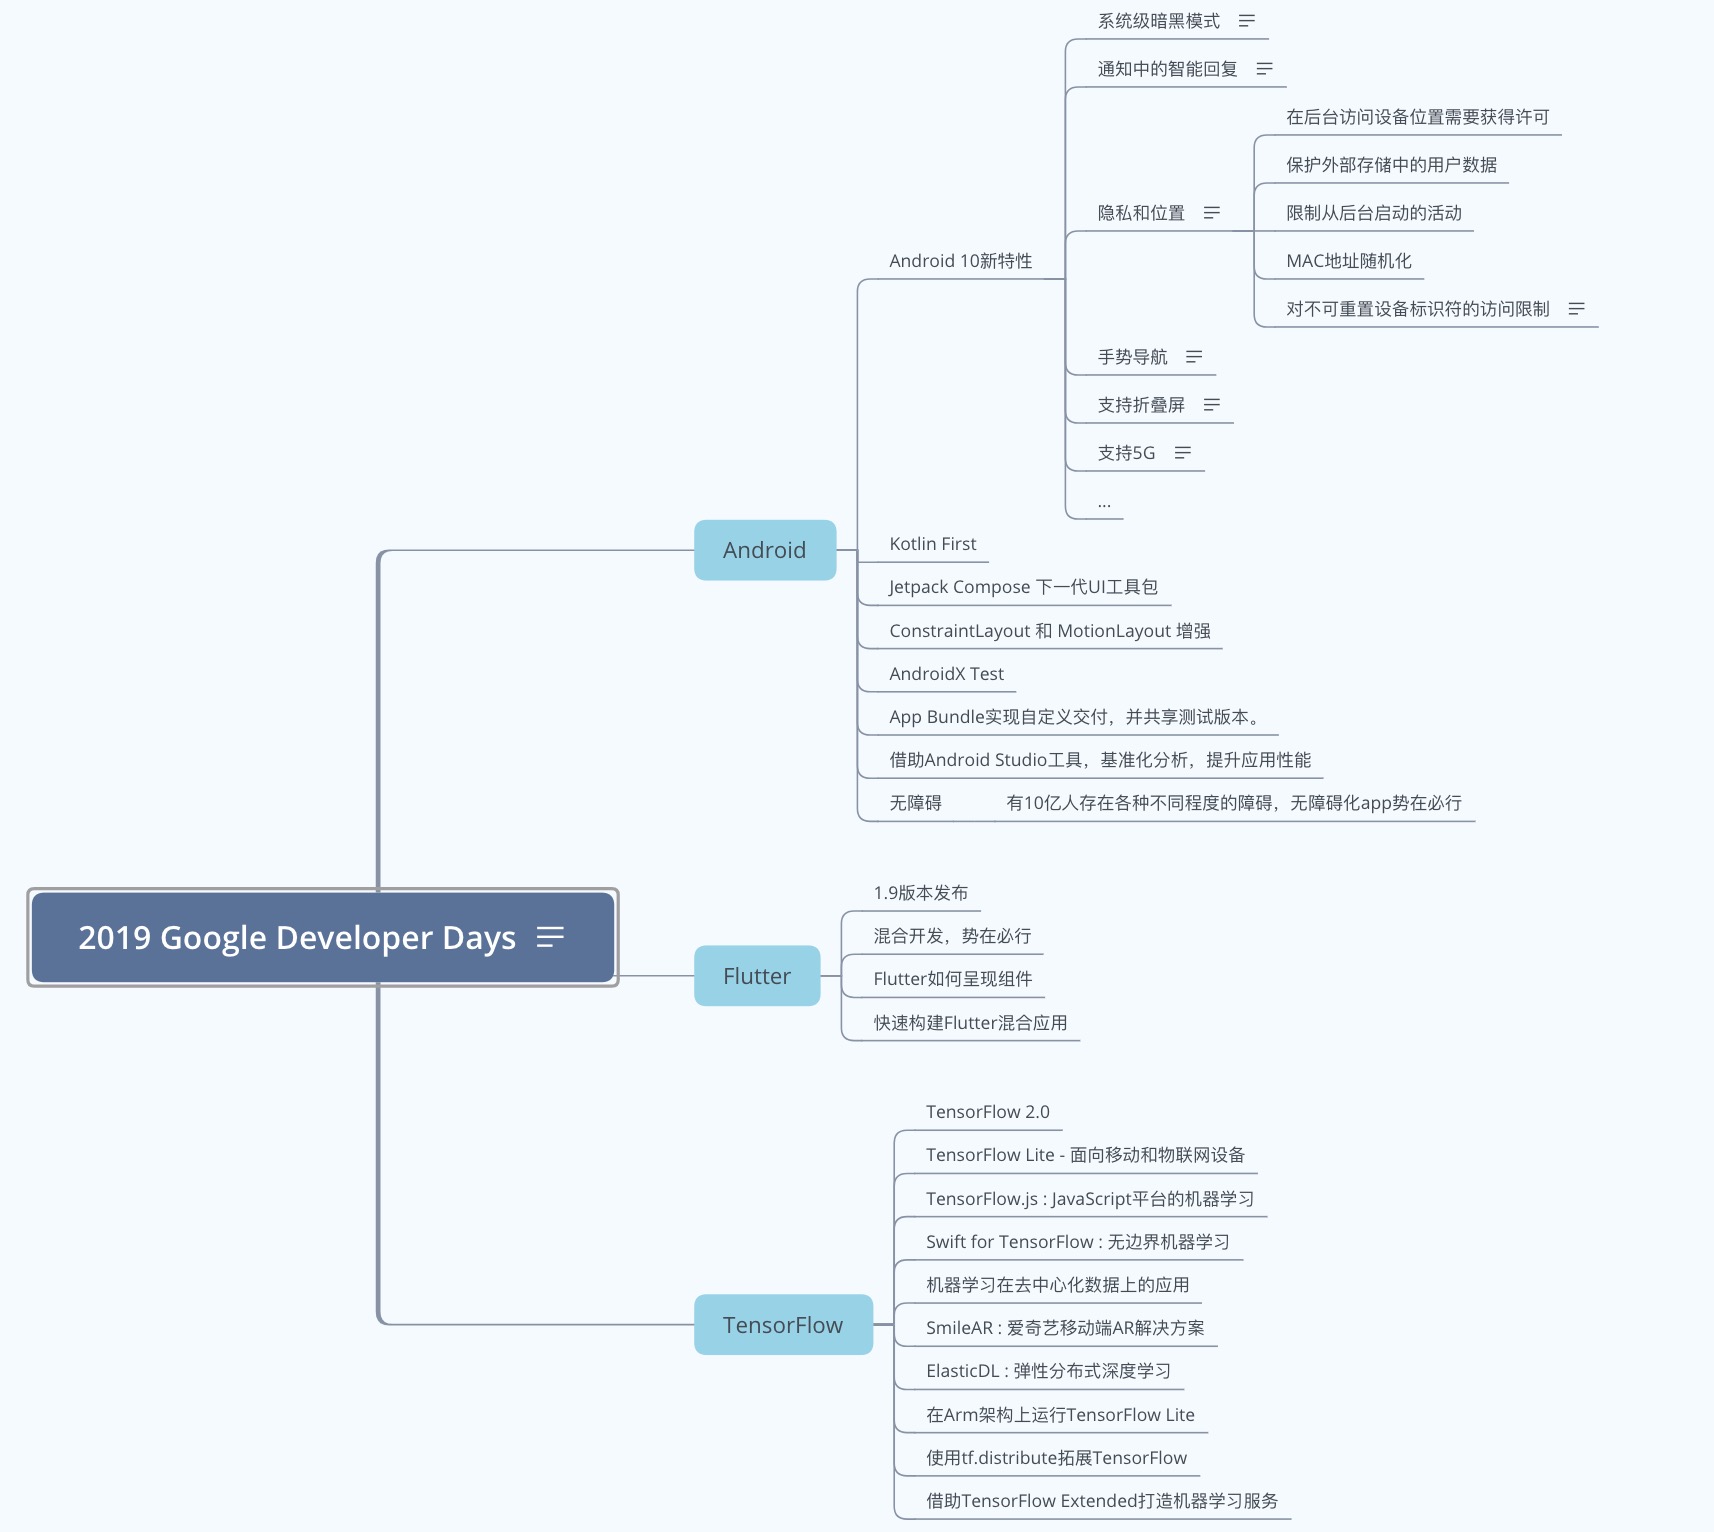 2019 Google Developer Days
Android
Android 10新特性
系统级暗黑模式
通知中的智能回复
隐私和位置
在后台访问设备位置需要获得许可
保护外部存储中的用户数据
限制从后台启动的活动
MAC地址随机化
对不可重置设备标识符的访问限制
手势导航
支持折叠屏
支持5G
...
Kotlin First
Jetpack Compose 下一代UI工具包
ConstraintLayout 和 MotionLayout 增强
AndroidX Test
App Bundle实现自定义交付，并共享测试版本。
借助Android Studio工具，基准化分析，提升应用性能
无障碍
有10亿人存在各种不同程度的障碍，无障碍化app势在必行
Flutter
1.9版本发布
混合开发，势在必行
Flutter如何呈现组件
快速构建Flutter混合应用
TensorFlow
TensorFlow 2.0
TensorFlow Lite - 面向移动和物联网设备
TensorFlow.js : JavaScript平台的机器学习
Swift for TensorFlow : 无边界机器学习
机器学习在去中心化数据上的应用
SmileAR : 爱奇艺移动端AR解决方案
ElasticDL : 弹性分布式深度学习
在Arm架构上运行TensorFlow Lite
使用tf.distribute拓展TensorFlow
借助TensorFlow Extended打造机器学习服务